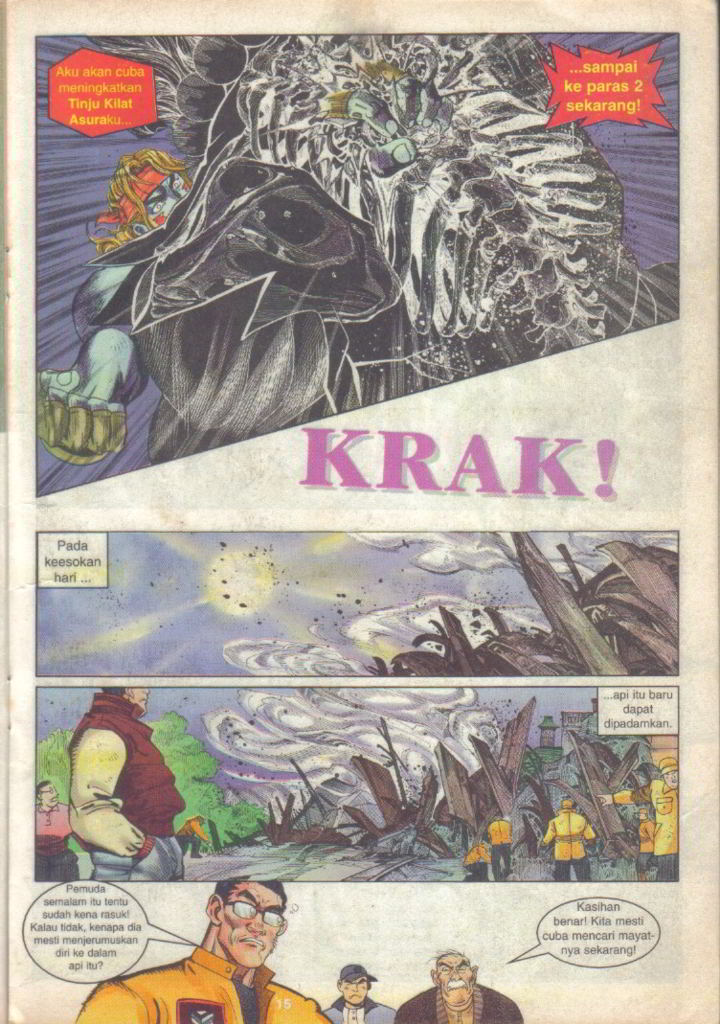 Aku akan cuba
meningkatkan
Tinju Kilat
Asuraku...
...sampai
ke paras 2
sekarang!
KRAK!
Pada
keesokan
hari ...
...api itu baru
dapat
dipadamkan.
Pemuda
semalam itu tentu
sudah kena rasuk!
Kalau tidak, kenapa dia
mesti menjerumuskan
diri ke dalam
api itu?
Kasihan
benar! Kita mesti
cuba mencari mayat-
nya sekarang!
15